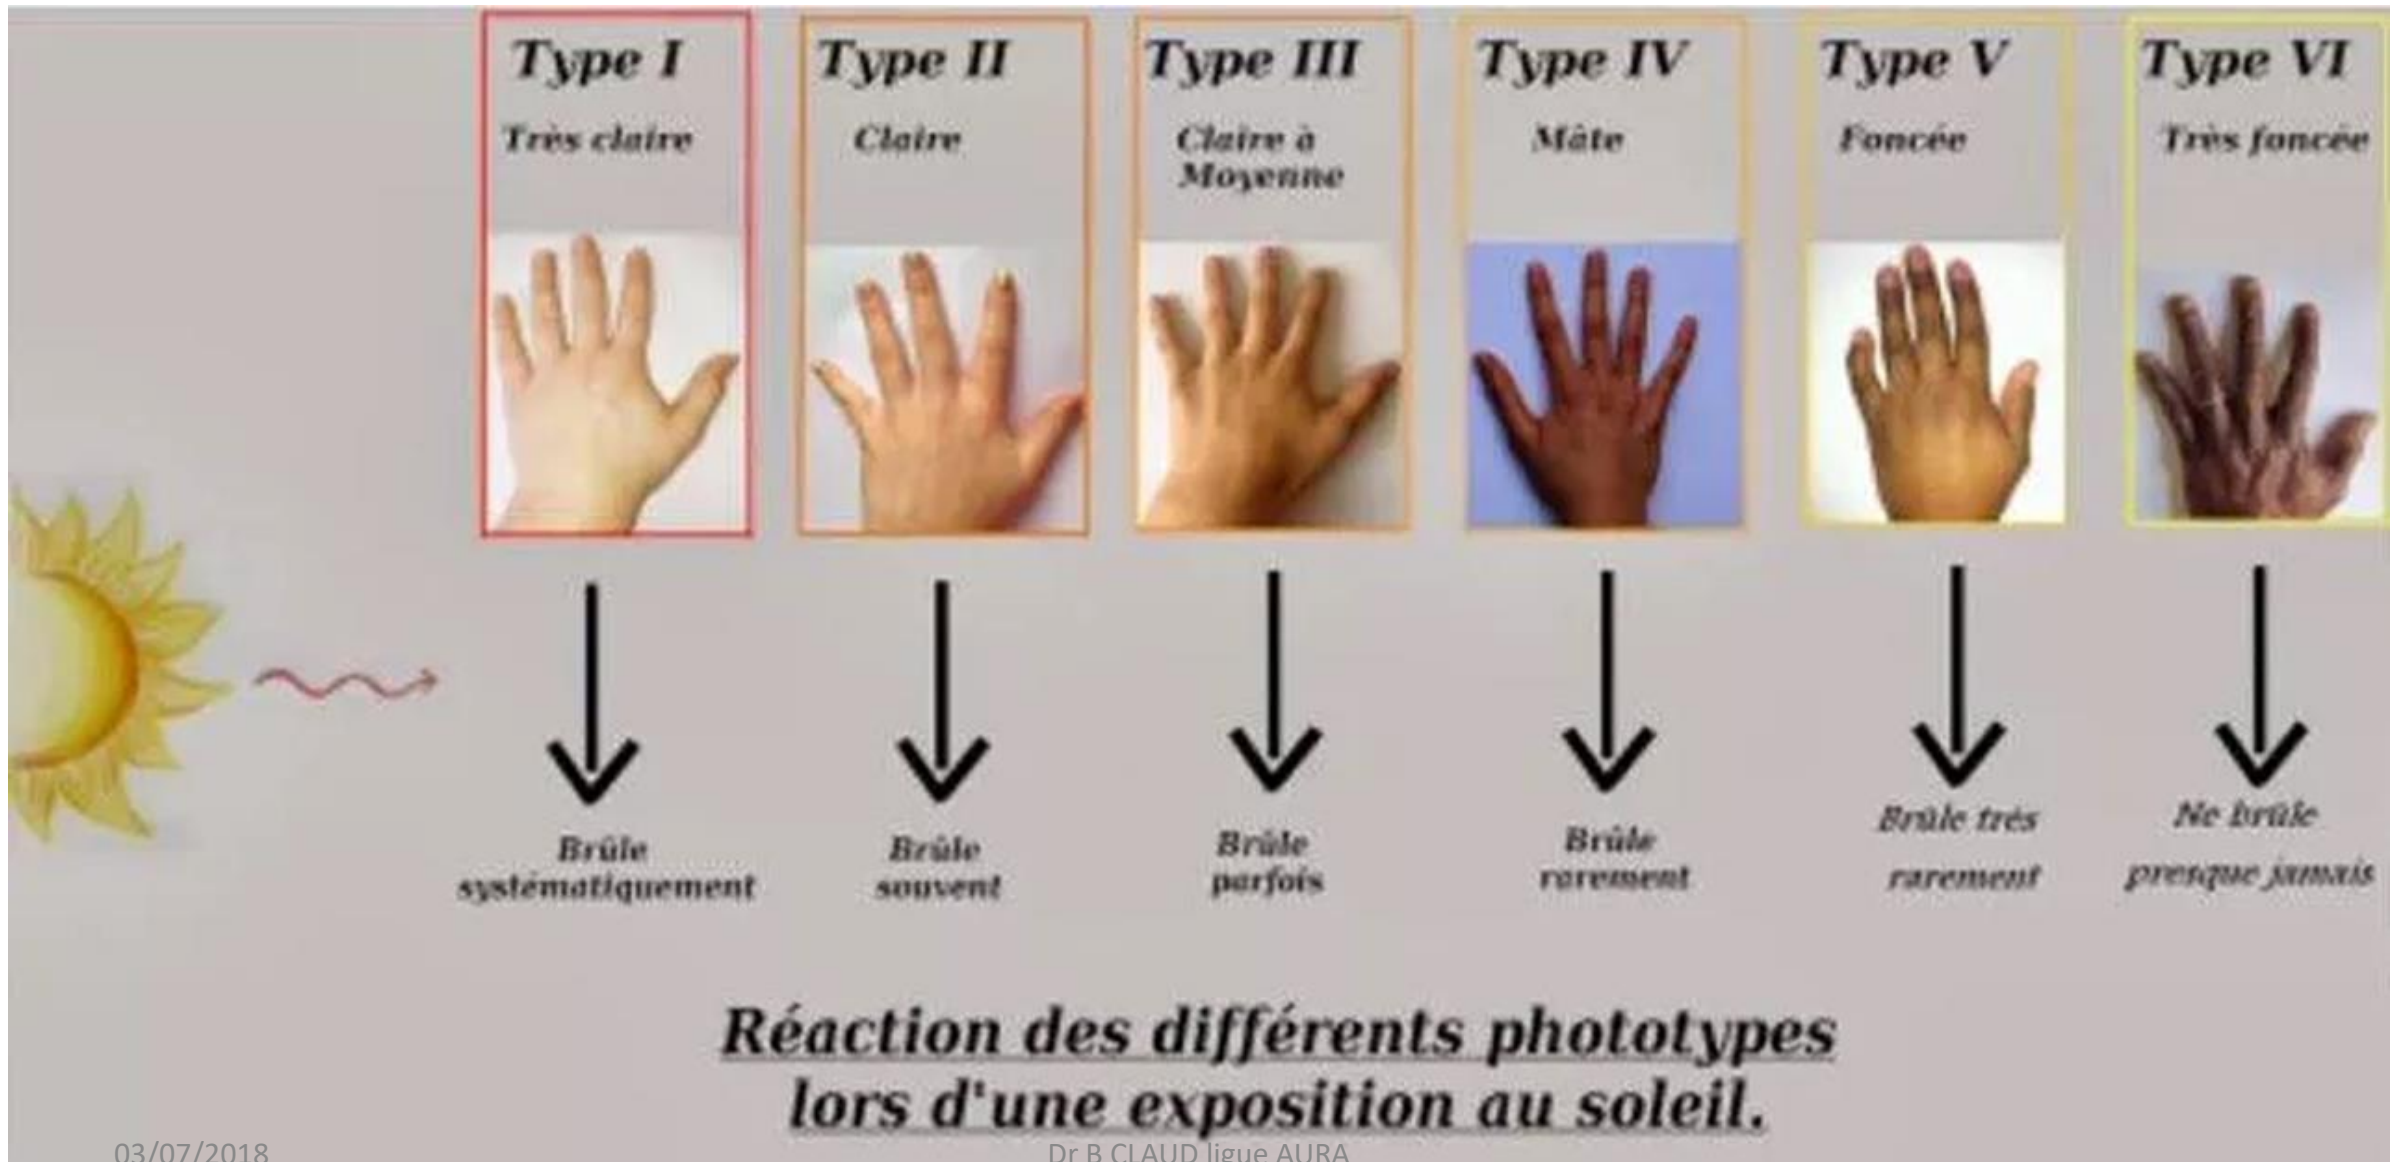 Type I
Très claire
Type II
Claire
Type III
Claire à
Moyenne
Type IV
Mâte
Type V
Foncée
Type VI
Très foncée
Brûle
systématiquement
Brûle
souvent
Brûle
parfois
Brûle
rarement
Brûle très
rarement
Ne brûle
presque jamais
Réaction des différents phototypes
lors d'une exposition au soleil.
03/07/2018
Dr B CLAUD ligue AURA